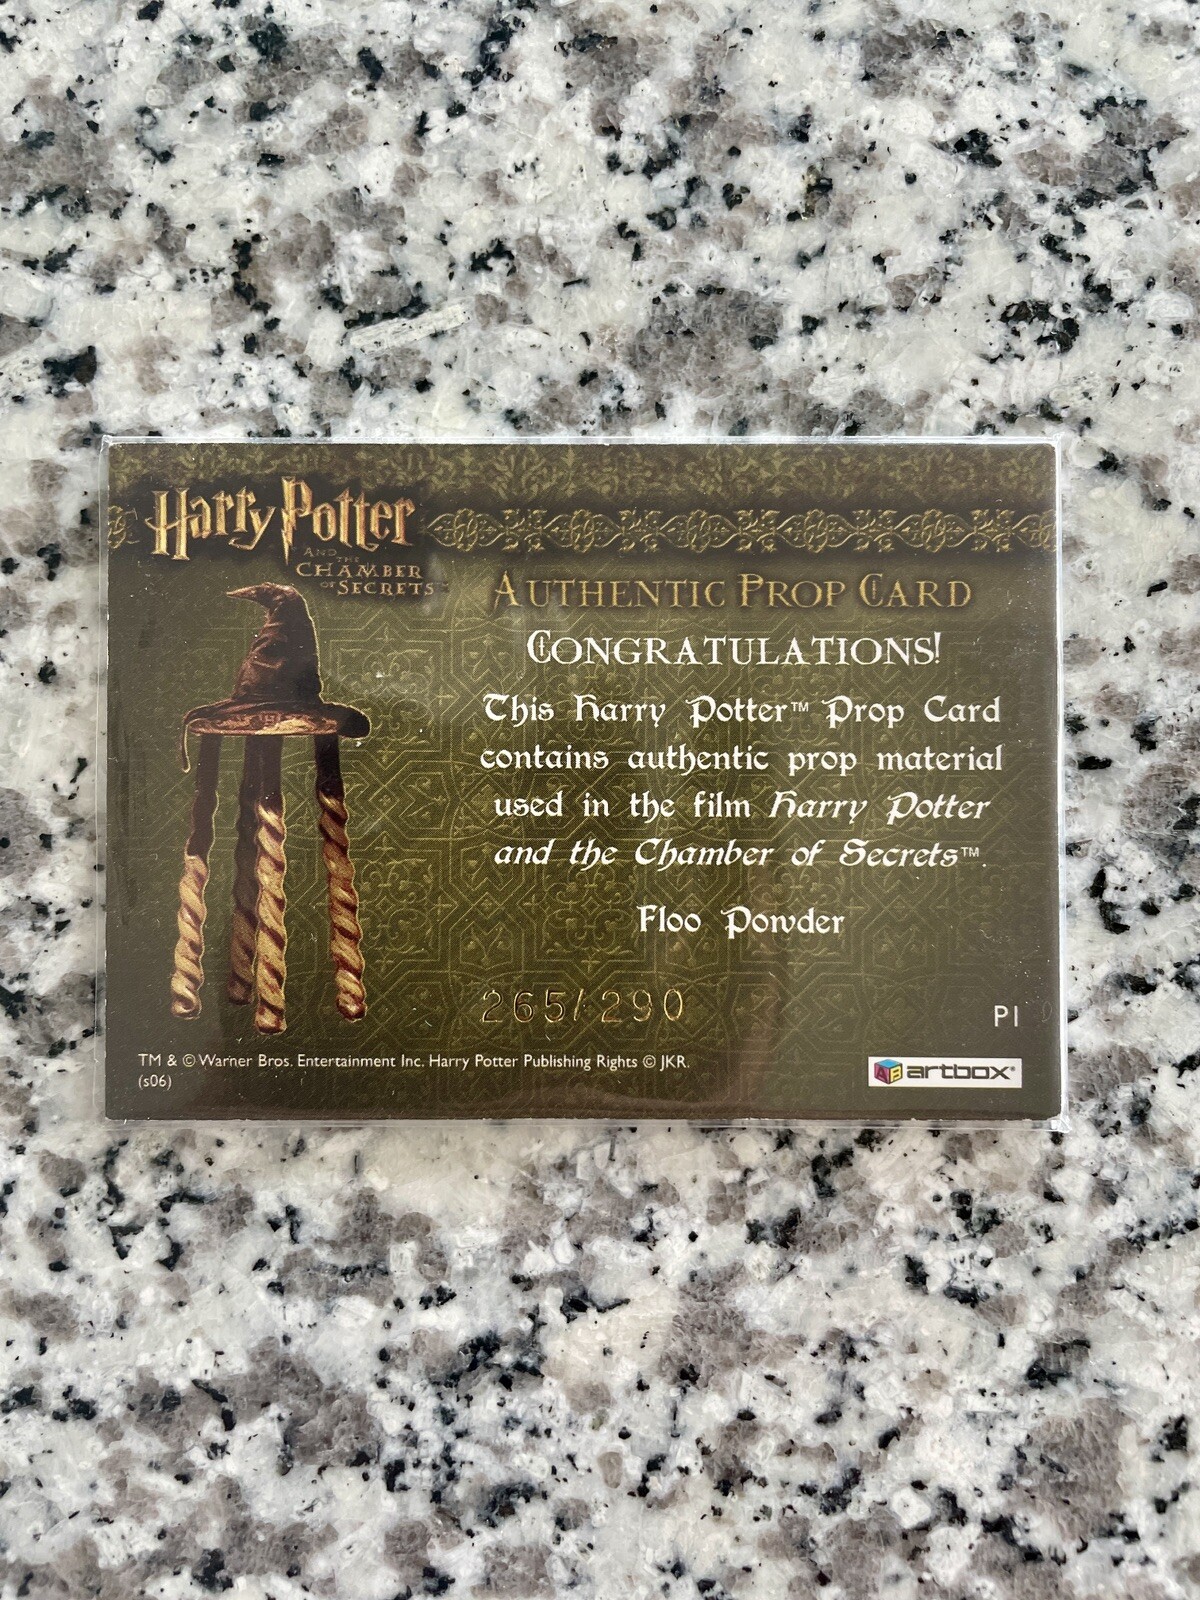 Harry Potter
AND THE
CHAMBER
OF SECRETS™
AUTHENTIC PROP CARD
CONGRATULATIONS!
This Harry Potter™ Prop Card
contains authentic prop material
used in the film Harry Potter
and the Chamber of Secrets™.
Floo Powder
265/290
P1
TM & © Warner Bros. Entertainment Inc. Harry Potter Publishing Rights © JKR.
(s06)
AB artbox®